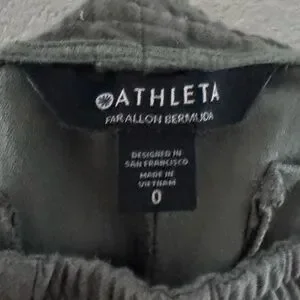 ATHLETA
FARALLON BERMUDA
DESIGNED IN
SAN FRANCISCO
MADE IN
VIETNAM
0